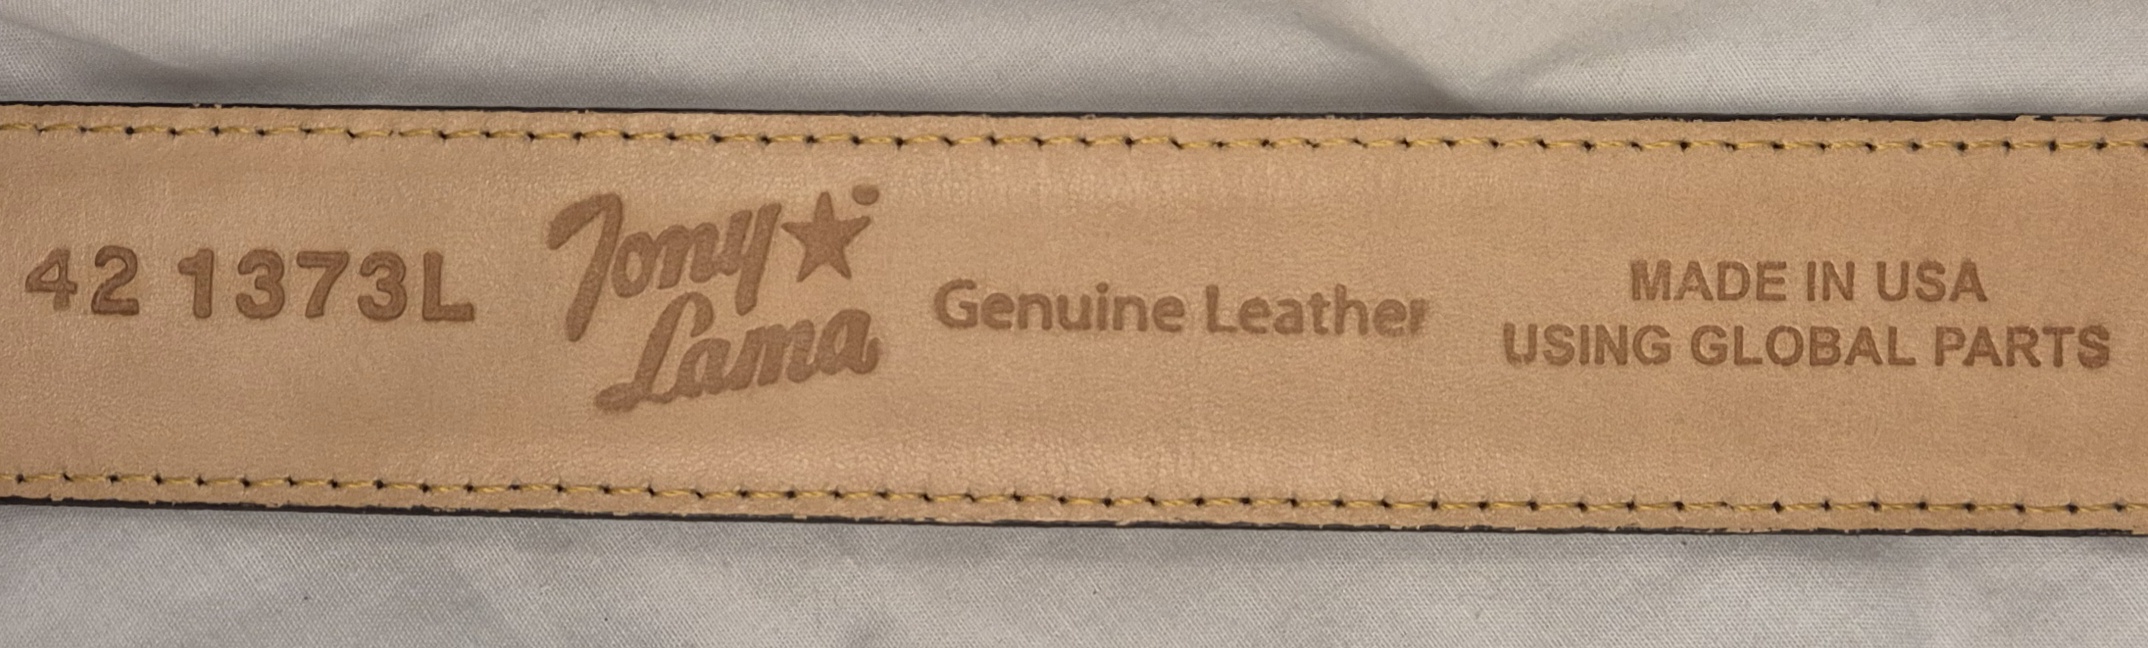 42 1373L
Tony
Lama
Genuine Leather
MADE IN USA
USING GLOBAL PARTS